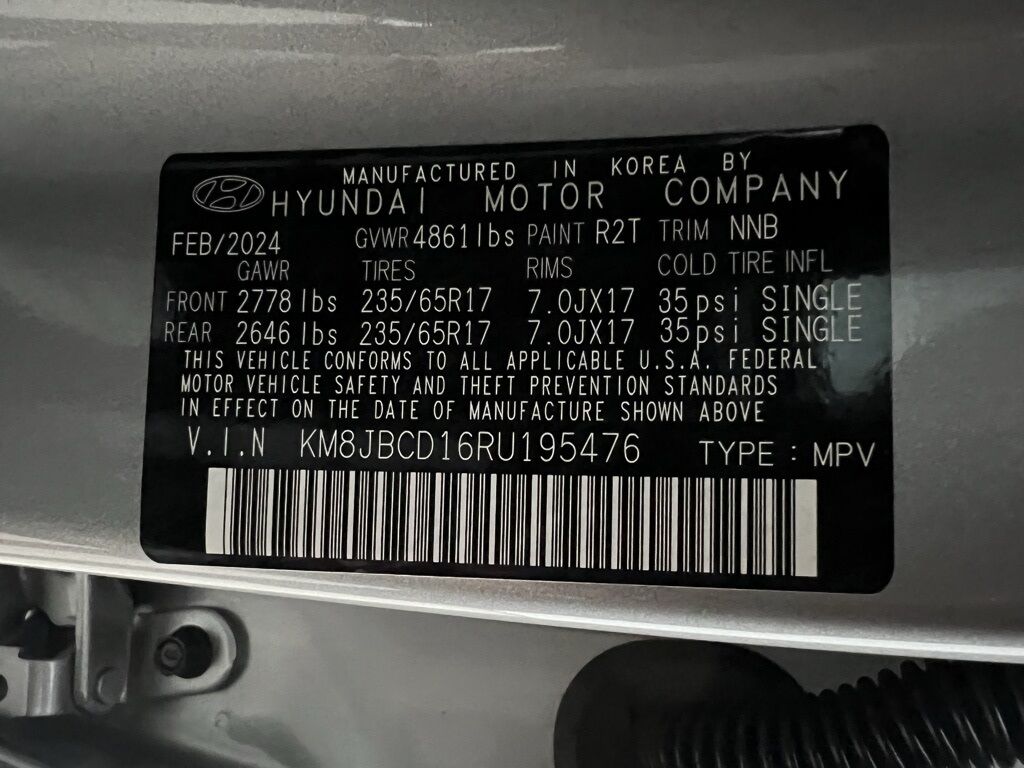 MANUFACTURED IN KOREA BY
HYUNDAI MOTOR COMPANY
FEB/2024 GVWR 4861lbs PAINT R2T TRIM NNB
GAWR TIRES RIMS COLD TIRE INFL
FRONT 2778lbs 235/65R17 7.0JX17 35psi SINGLE
REAR 2646lbs 235/65R17 7.0JX17 35psi SINGLE
THIS VEHICLE CONFORMS TO ALL APPLICABLE U.S.A. FEDERAL
MOTOR VEHICLE SAFETY AND THEFT PREVENTION STANDARDS
IN EFFECT ON THE DATE OF MANUFACTURE SHOWN ABOVE
V.I.N KM8JBCD16RU195476 TYPE : MPV